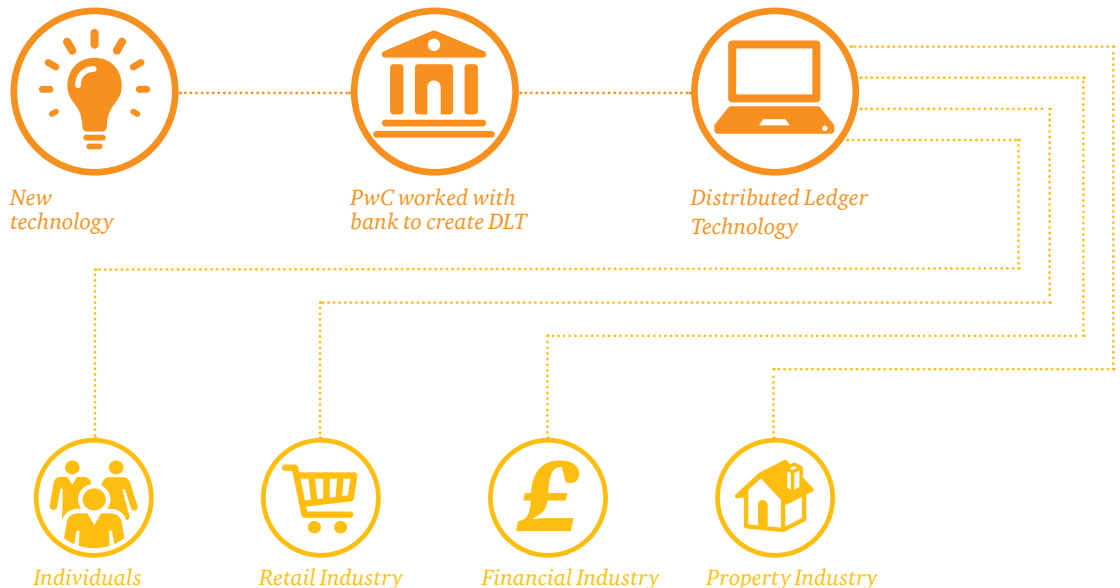 New
technology
PwC worked with
bank to create DLT
Distributed Ledger
Technology
£
Individuals
Retail Industry
Financial Industry
Property Industry